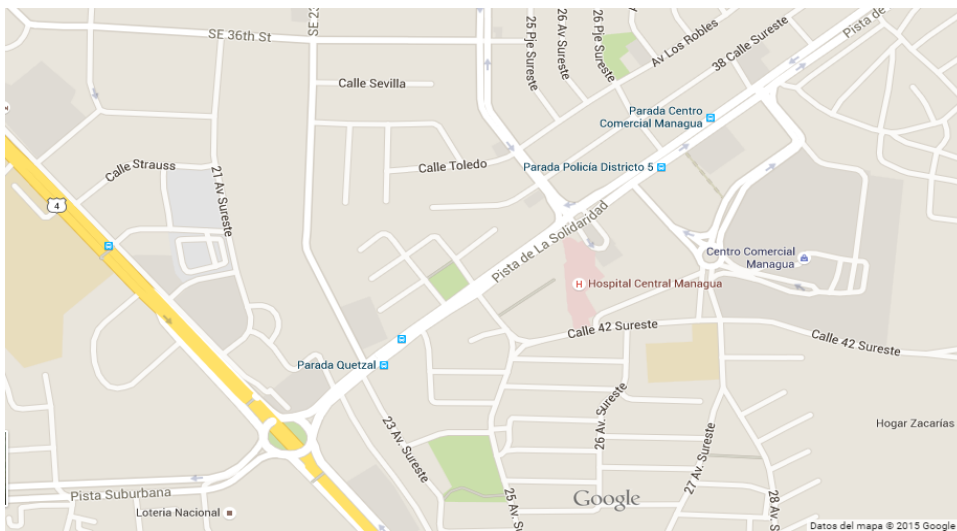 SE 36th St
SE 23
25 Pje Sureste
26 Av Sureste
26 Pje Sureste
Av Los Robles
38 Calle Sureste
Pista de
Calle Sevilla
Parada Centro
Comercial Managua
Calle Toledo
Parada Policía Districto 5
Calle Strauss
21 Av Sureste
4
Pista de La Solidaridad
Centro Comercial
Managua
H
Hospital Central Managua
Calle 42 Sureste
Calle 42 Sureste
Parada Quetzal
23 Av. Sureste
26 Av. Sureste
27 Av. Sureste
Hogar Zacarías
25 Av. Sureste
28 Av. Sureste
Pista Suburbana
Loteria Nacional
Google
Datos del mapa © 2015 Google